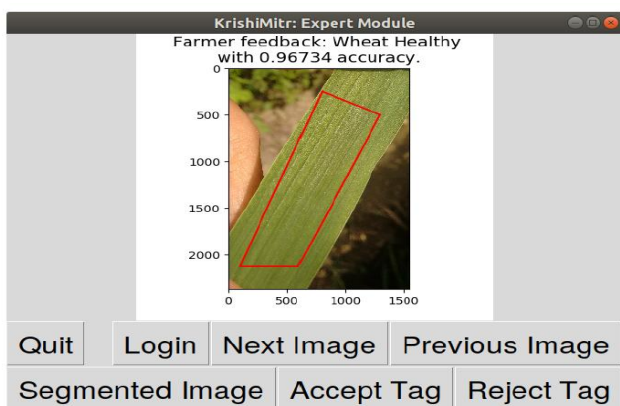 KrishiMitr: Expert Module
Farmer feedback: Wheat Healthy
with 0.96734 accuracy.
0
500
1000
1500
2000
0 500 1000 1500
Quit Login Next Image Previous Image
Segmented Image Accept Tag Reject Tag